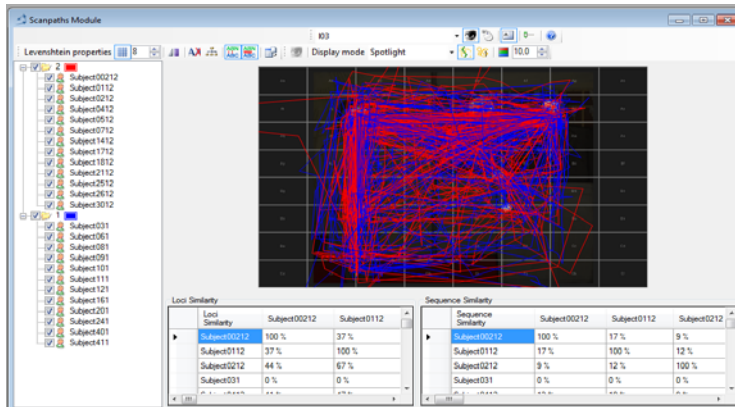 Scanpaths Module
I03
Levenshtein properties 8 Display mode Spotlight 10,0
2
Subject00212
Subject0112
Subject0212
Subject0412
Subject0512
Subject0712
Subject1412
Subject1712
Subject1812
Subject2112
Subject2512
Subject2612
Subject3012
1
Subject031
Subject061
Subject081
Subject091
Subject101
Subject111
Subject121
Subject161
Subject201
Subject241
Subject401
Subject411
Loci Similarity
Loci Similarity Subject00212 Subject0112
Subject00212 100 % 37 %
Subject0112 37 % 100 %
Subject0212 44 % 67 %
Subject031 0 % 0 %
Sequence Similarity
Sequence Similarity Subject00212 Subject0112 Subject0212
Subject00212 100 % 17 % 9 %
Subject0112 17 % 100 % 12 %
Subject0212 9 % 12 % 100 %
Subject031 0 % 0 % 0 %